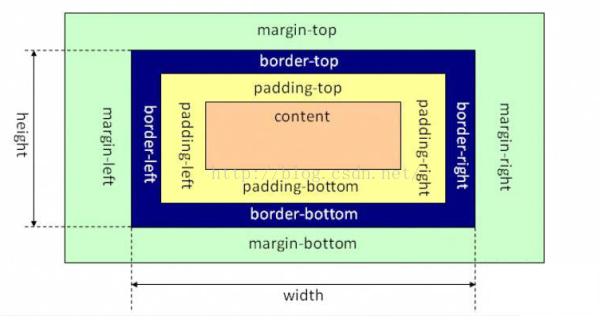 margin-top
border-top
padding-top
content
height
margin-left
border-left
padding-left
padding-right
border-right
margin-right
http://blog.csdn.net/
padding-bottom
border-bottom
margin-bottom
width